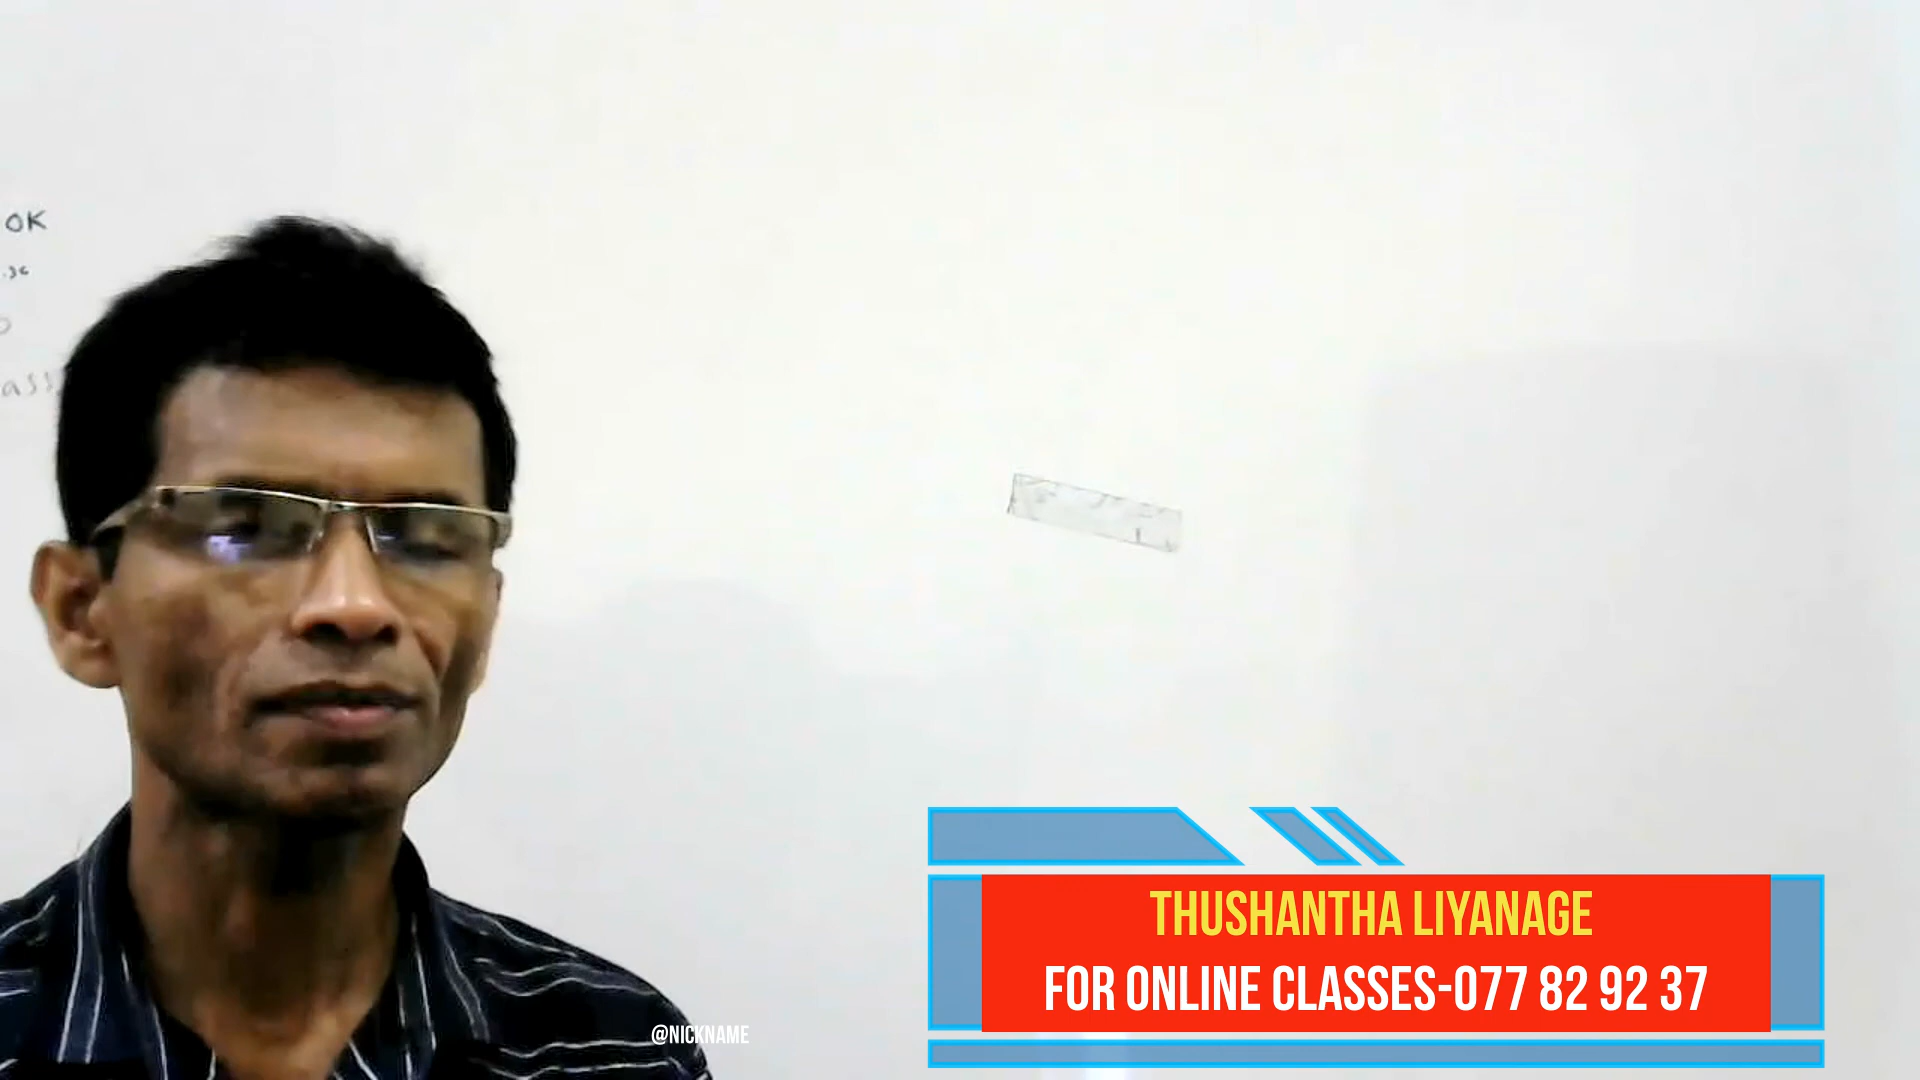 OK
THUSHANTHA LIYANAGE
FOR ONLINE CLASSES-077 82 92 37
@NICKNAME